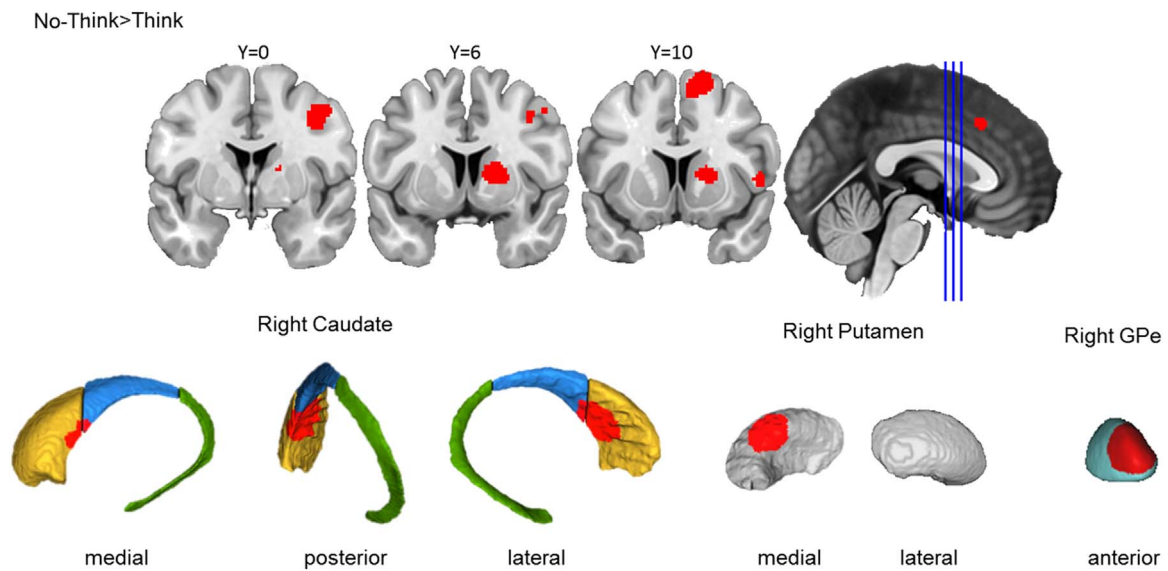 No-Think>Think
Y=0
Y=6
Y=10
Right Caudate
Right Putamen
Right GPe
medial
posterior
lateral
medial
lateral
anterior